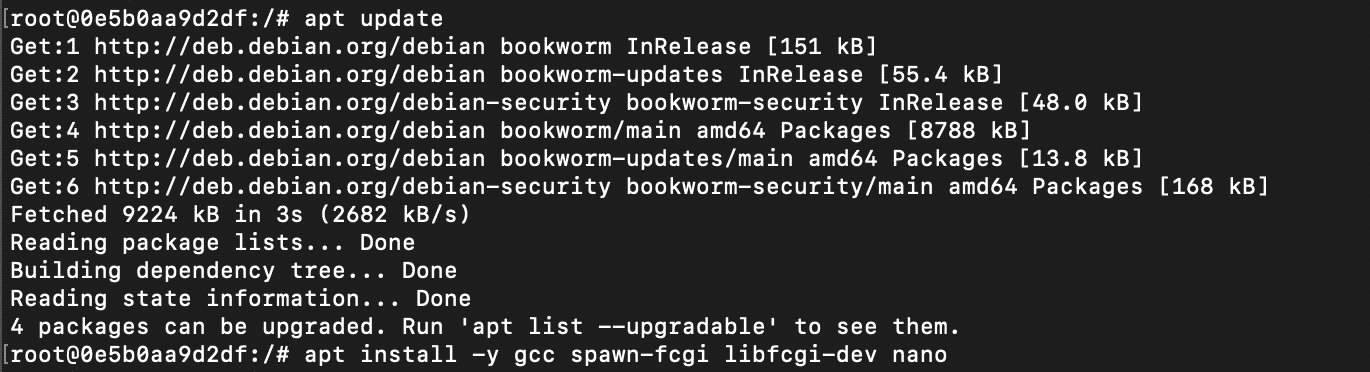 [root@0e5b0aa9d2df:/# apt update
Get:1 http://deb.debian.org/debian bookworm InRelease [151 kB]
Get:2 http://deb.debian.org/debian bookworm-updates InRelease [55.4 kB]
Get:3 http://deb.debian.org/debian-security bookworm-security InRelease [48.0 kB]
Get:4 http://deb.debian.org/debian bookworm/main amd64 Packages [8788 kB]
Get:5 http://deb.debian.org/debian bookworm-updates/main amd64 Packages [13.8 kB]
Get:6 http://deb.debian.org/debian-security bookworm-security/main amd64 Packages [168 kB]
Fetched 9224 kB in 3s (2682 kB/s)
Reading package lists... Done
Building dependency tree... Done
Reading state information... Done
4 packages can be upgraded. Run 'apt list --upgradable' to see them.
[root@0e5b0aa9d2df:/# apt install -y gcc spawn-fcgi libfcgi-dev nano